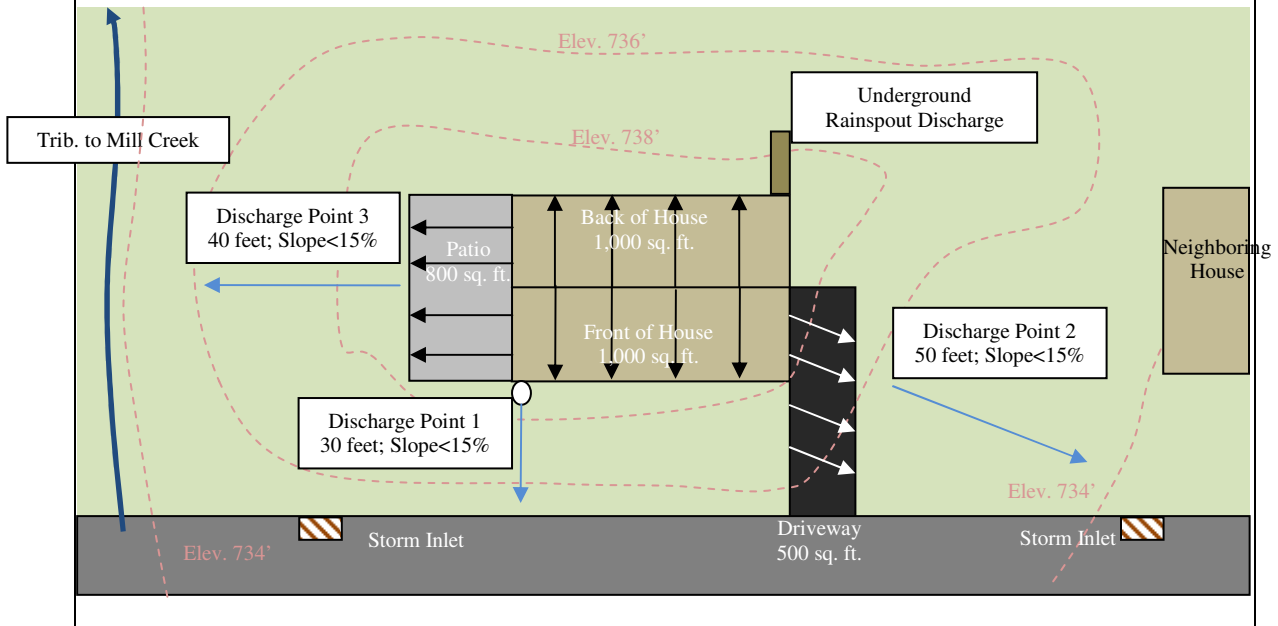 Elev. 736’
Underground
Rainspout Discharge
Trib. to Mill Creek
Elev. 738’
Discharge Point 3
40 feet; Slope<15%
Patio
800 sq. ft.
Back of House
1,000 sq. ft.
Neighboring
House
Front of House
1,000 sq. ft.
Discharge Point 2
50 feet; Slope<15%
Discharge Point 1
30 feet; Slope<15%
Elev. 734’
Driveway
500 sq. ft.
Storm Inlet
Storm Inlet
Elev. 734’